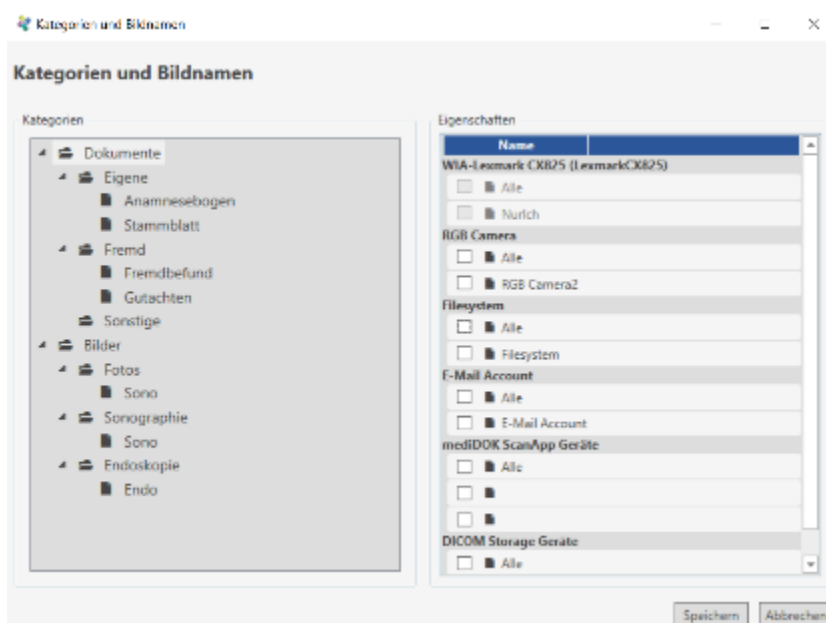 Kategorien und Bildnamen
Kategorien und Bildnamen
Kategorien
Dokumente
Eigene
Anamnesebogen
Stammblatt
Fremd
Fremdbefund
Gutachten
Sonstige
Bilder
Fotos
Sono
Sonographie
Sono
Endoskopie
Endo
Eigenschaften
Name
WIA-Lexmark CX825 (LexmarkCX825)
Alle
NurIch
RGB Camera
Alle
RGB Camera2
Filesystem
Alle
Filesystem
E-Mail Account
Alle
E-Mail Account
mediDOK ScanApp Geräte
Alle
DICOM Storage Geräte
Alle
Speichern
Abbrechen